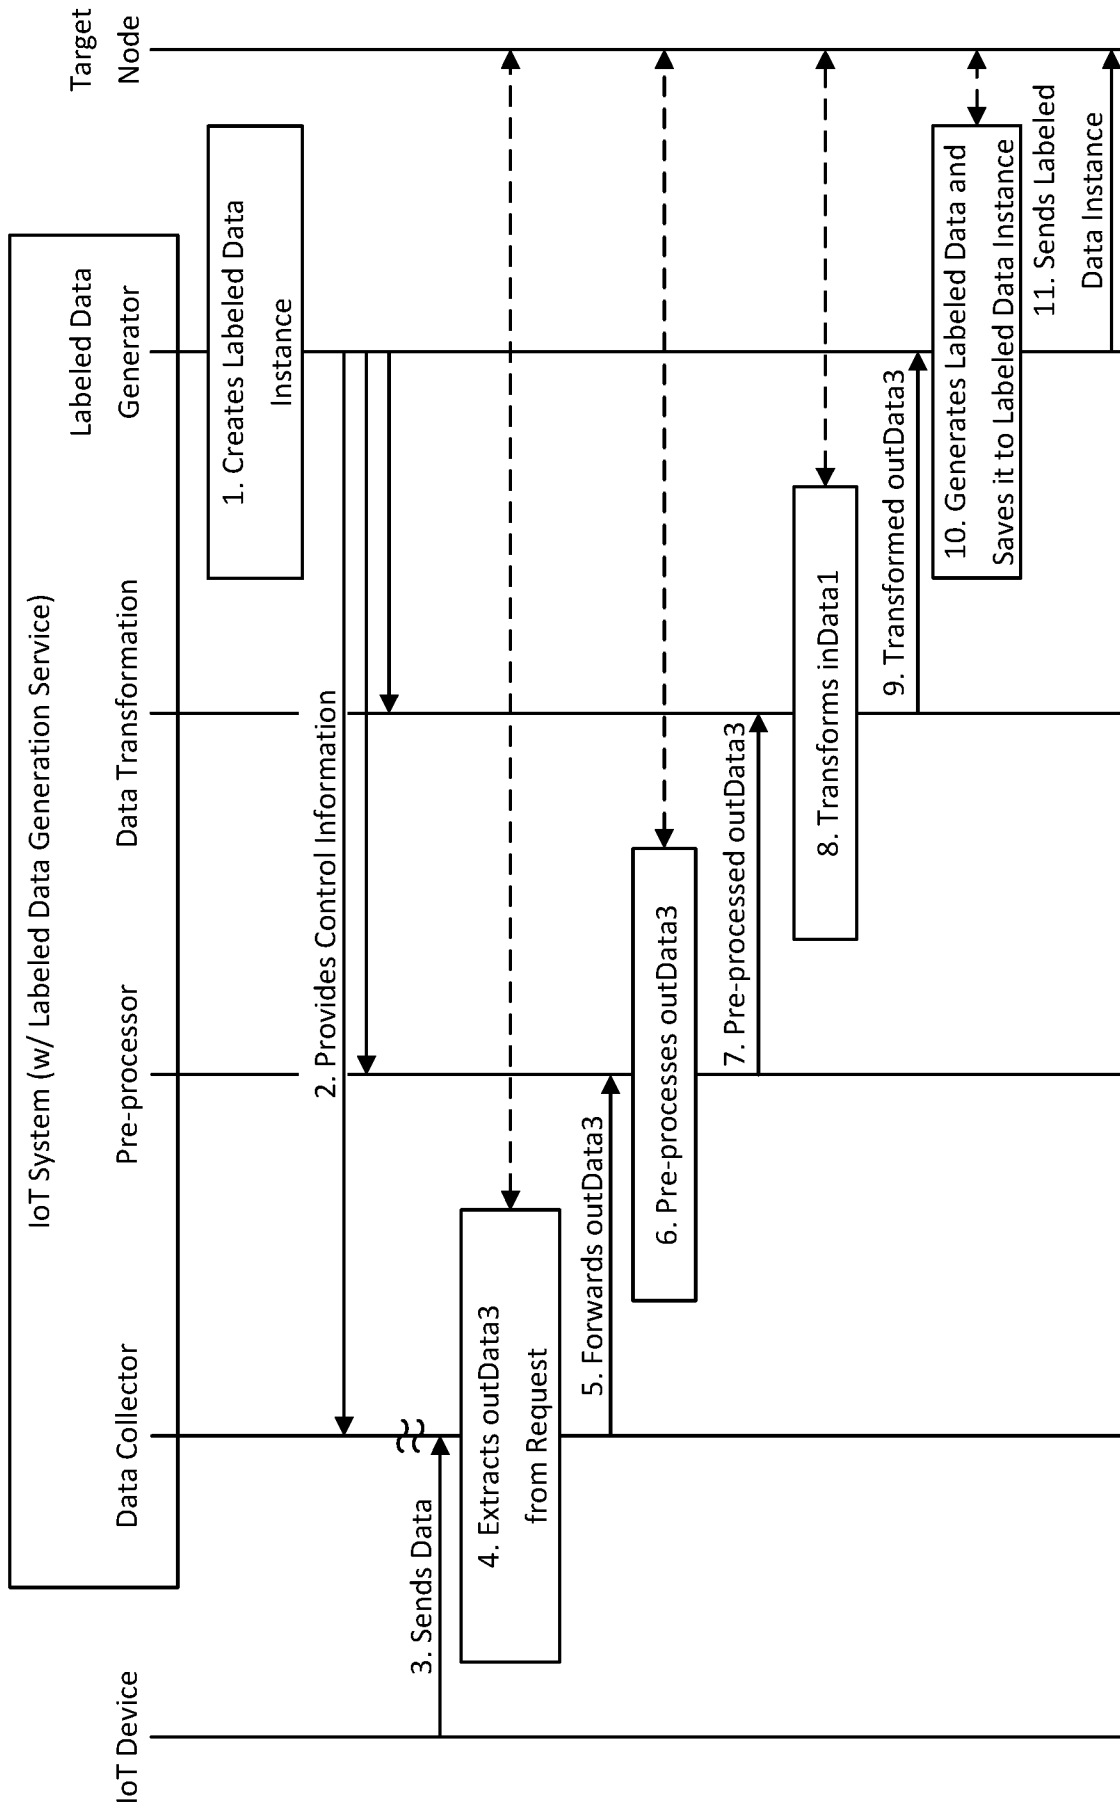 IoT System (w/ Labeled Data Generation Service)
IoT Device
Data Collector
Pre-processor
Data Transformation
Labeled Data
Generator
Target
Node
1. Creates Labeled Data
Instance
2. Provides Control Information
3. Sends Data
4. Extracts outData3
from Request
5. Forwards outData3
6. Pre-processes outData3
7. Pre-processed outData3
8. Transforms inData1
9. Transformed outData3
10. Generates Labeled Data and
Saves it to Labeled Data Instance
11. Sends Labeled
Data Instance